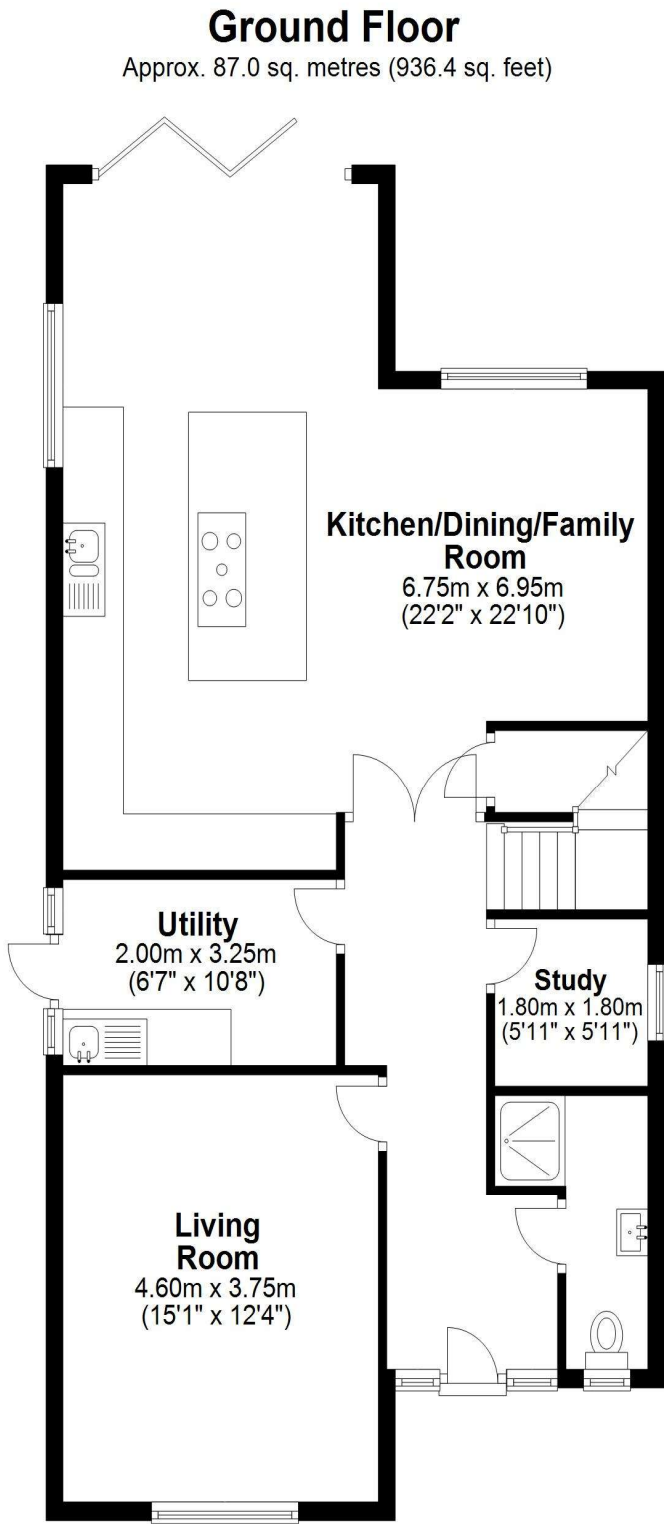 Ground Floor
Approx. 87.0 sq. metres (936.4 sq. feet)
Kitchen/Dining/Family
Room
6.75m x 6.95m
(22'2" x 22'10")
Utility
2.00m x 3.25m
(6'7" x 10'8")
Study
1.80m x 1.80m
(5'11" x 5'11")
Living
Room
4.60m x 3.75m
(15'1" x 12'4")